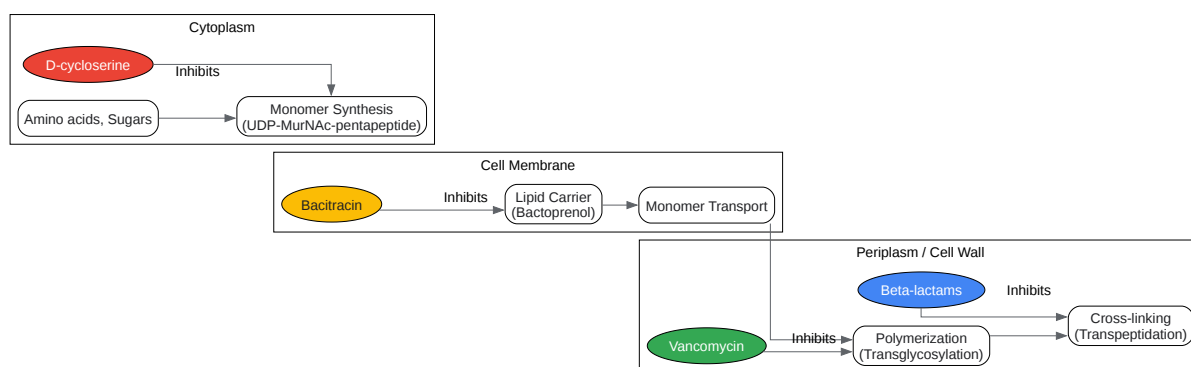 Cytoplasm
D-cycloserine
Inhibits
Amino acids, Sugars
Monomer Synthesis
(UDP-MurNAc-pentapeptide)
Cell Membrane
Bacitracin
Inhibits
Lipid Carrier
(Bactoprenol)
Monomer Transport
Periplasm / Cell Wall
Beta-lactams
Inhibits
Vancomycin
Inhibits
Polymerization
(Transglycosylation)
Cross-linking
(Transpeptidation)